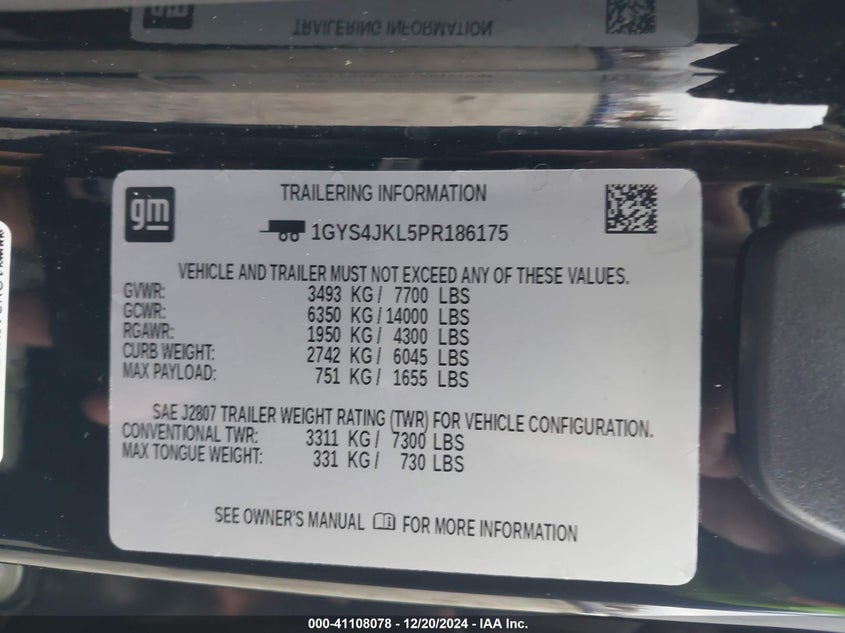 TRAILERING INFORMATION
gm
TRAILERING INFORMATION
1GYS4JKL5PR186175
VEHICLE AND TRAILER MUST NOT EXCEED ANY OF THESE VALUES.
GVWR: 3493 KG / 7700 LBS
GCWR: 6350 KG / 14000 LBS
RGAWR: 1950 KG / 4300 LBS
CURB WEIGHT: 2742 KG / 6045 LBS
MAX PAYLOAD: 751 KG / 1655 LBS
SAE J2807 TRAILER WEIGHT RATING (TWR) FOR VEHICLE CONFIGURATION.
CONVENTIONAL TWR: 3311 KG / 7300 LBS
MAX TONGUE WEIGHT: 331 KG / 730 LBS
SEE OWNER'S MANUAL FOR MORE INFORMATION
000-41108078 - 12/20/2024 - IAA Inc.